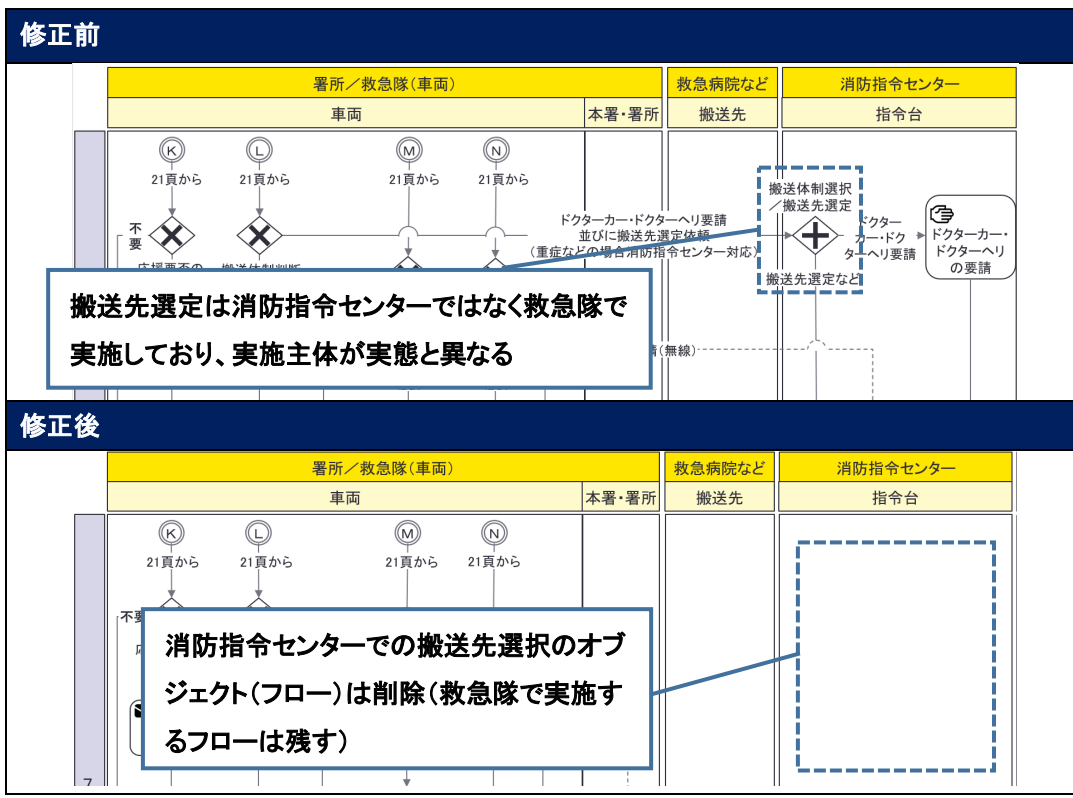 修正前
署所／救急隊(車両)
救急病院など
消防指令センター
車両
本署・署所
搬送先
指令台
K
L
M
N
21頁から
21頁から
21頁から
21頁から
搬送体制選択
／搬送先選定
不要
ドクターカー・ドクターヘリ要請
並びに搬送先選定依頼
(重症などの場合消防指令センター対応)
ドクター
カー・ドク
ターヘリ要請
ドクターカー・
ドクターヘリ
の要請
応援要否の
搬送体制判断
搬送先選定など
搬送先選定は消防指令センターではなく救急隊で
実施しており、実施主体が実態と異なる
(無線)
修正後
署所／救急隊(車両)
救急病院など
消防指令センター
車両
本署・署所
搬送先
指令台
K
L
M
N
21頁から
21頁から
21頁から
21頁から
不要
消防指令センターでの搬送先選択のオブ
ジェクト(フロー)は削除(救急隊で実施す
るフローは残す)
7